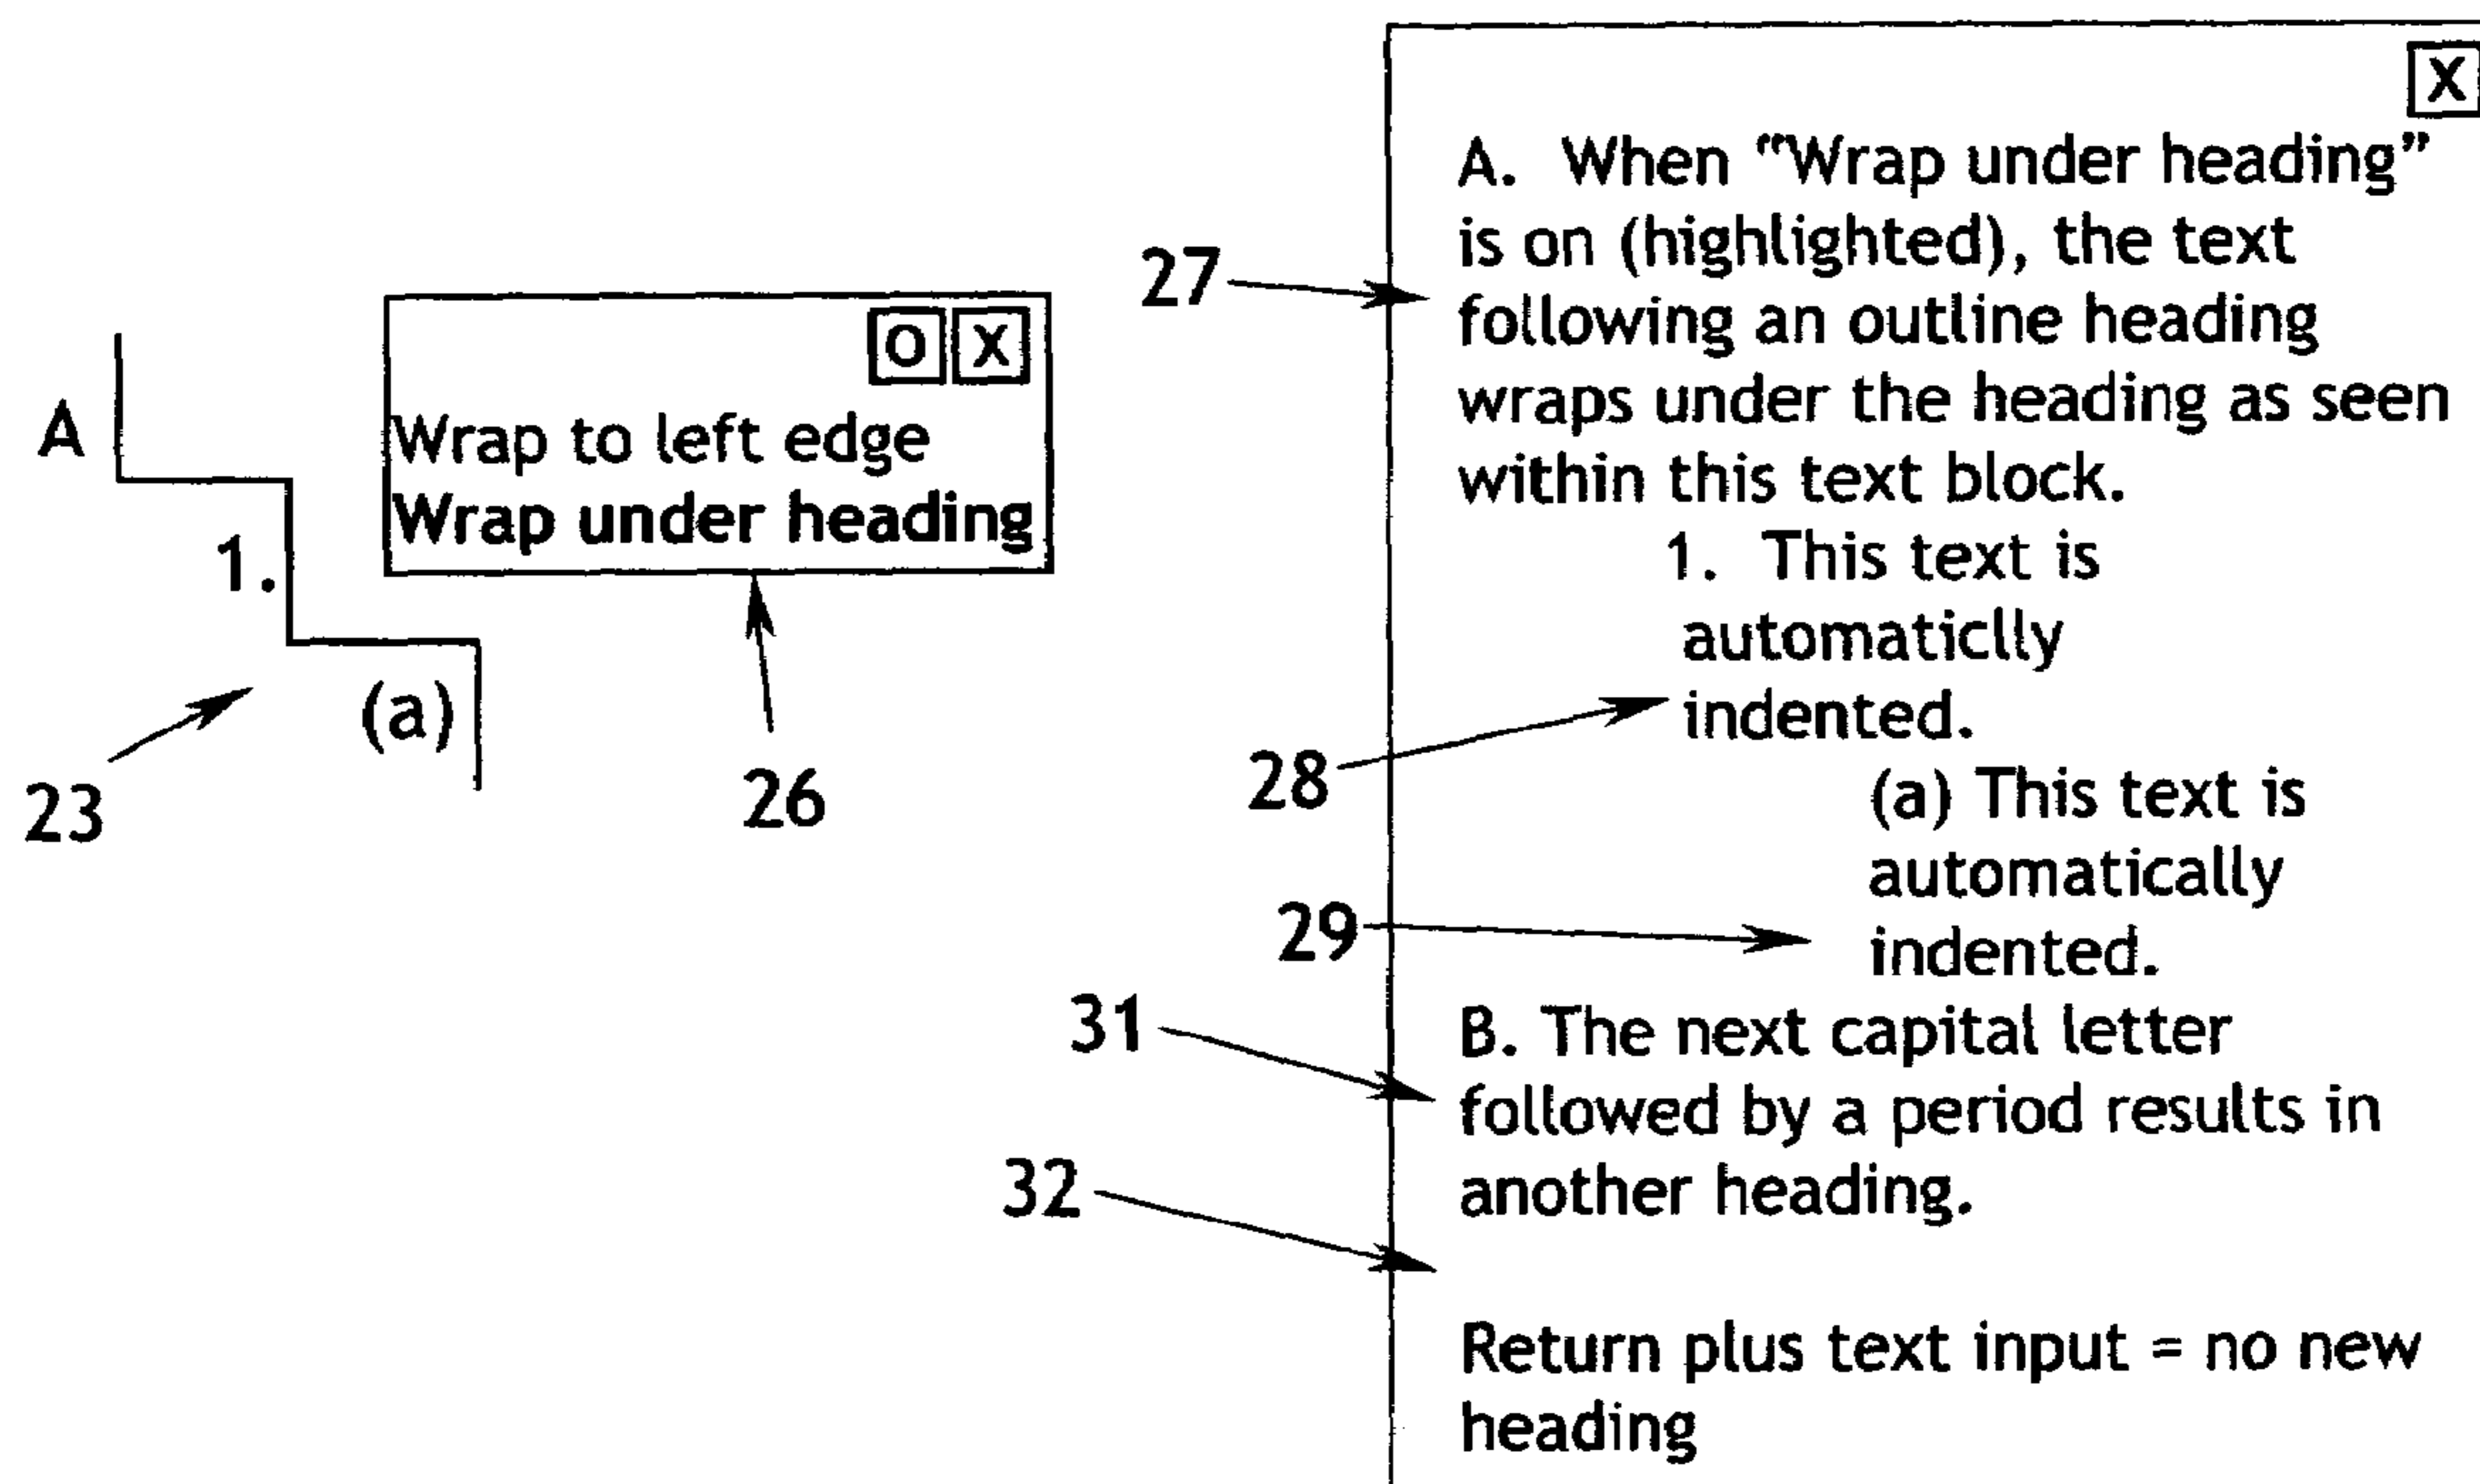 A
1.
(a)
23
O X
Wrap to left edge
Wrap under heading
26
X
A. When “Wrap under heading”
is on (highlighted), the text
following an outline heading
wraps under the heading as seen
within this text block.
1. This text is
automaticlly
indented.
(a) This text is
automatically
indented.
B. The next capital letter
followed by a period results in
another heading.
Return plus text input = no new
heading
27
28
29
31
32